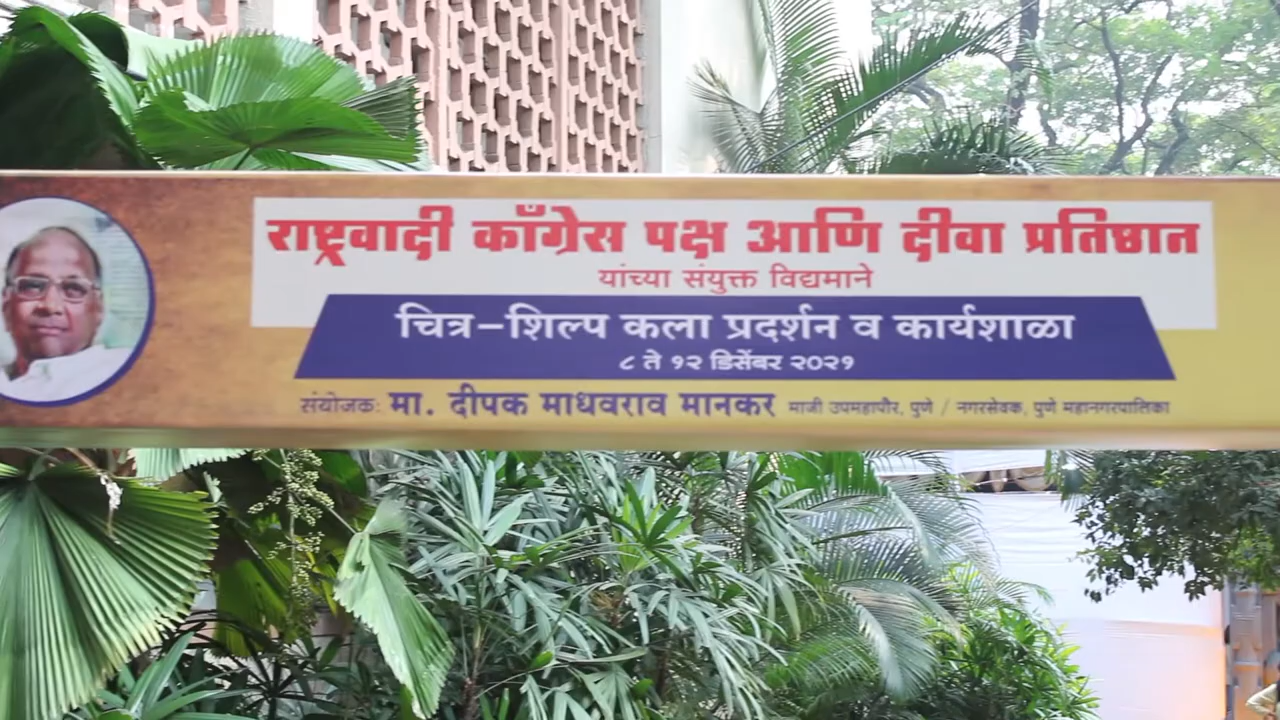 राष्ट्रवादी काँग्रेस पक्ष आणि दीवा प्रतिष्ठान
यांच्या संयुक्त विद्यमाने
चित्र-शिल्प कला प्रदर्शन व कार्यशाळा
८ ते १२ डिसेंबर २०२१
संयोजक: मा. दीपक माधवराव मानकर माजी उपमहापौर, पुणे / नगरसेवक, पुणे महानगरपालिका